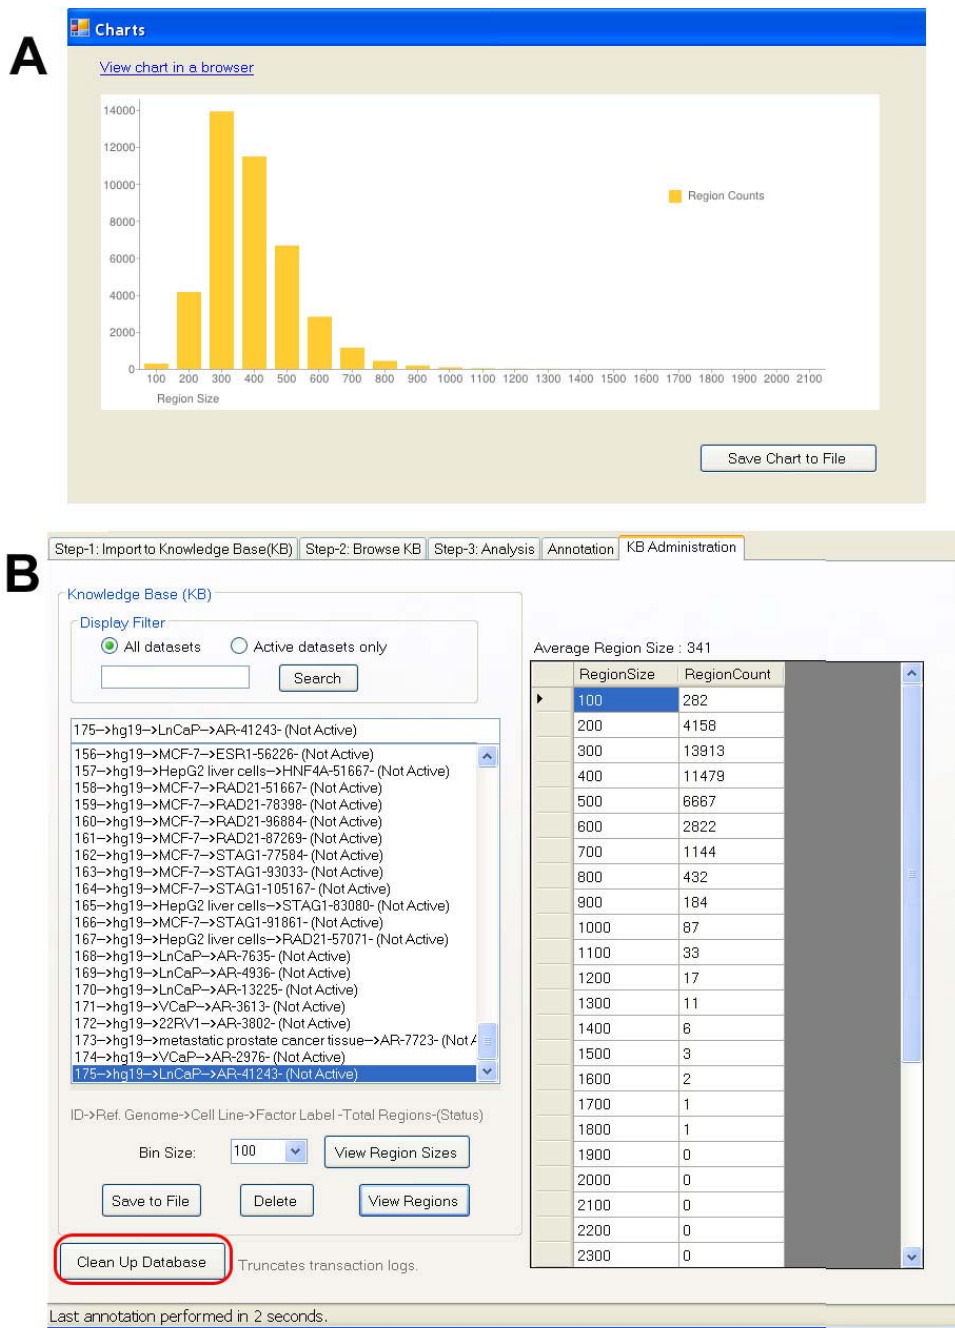 A
Charts
View chart in a browser
14000
12000
10000
8000
6000
4000
2000
0
Region Counts
100 200 300 400 500 600 700 800 900 1000 1100 1200 1300 1400 1500 1600 1700 1800 1900 2000 2100
Region Size
Save Chart to File
B
Step-1: Import to Knowledge Base(KB) Step-2: Browse KB Step-3: Analysis Annotation KB Administration
Knowledge Base (KB)
Display Filter
All datasets Active datasets only
Search
175-->hg19-->LnCaP-->AR-41243- (Not Active)
156-->hg19-->MCF-7-->ESR1-56226- (Not Active)
157-->hg19-->HepG2 liver cells-->HNF4A-51667- (Not Active)
158-->hg19-->MCF-7-->RAD21-51667- (Not Active)
159-->hg19-->MCF-7-->RAD21-78398- (Not Active)
160-->hg19-->MCF-7-->RAD21-96884- (Not Active)
161-->hg19-->MCF-7-->RAD21-87269- (Not Active)
162-->hg19-->MCF-7-->STAG1-77584- (Not Active)
163-->hg19-->MCF-7-->STAG1-93033- (Not Active)
164-->hg19-->MCF-7-->STAG1-105167- (Not Active)
165-->hg19-->HepG2 liver cells-->STAG1-83080- (Not Active)
166-->hg19-->MCF-7-->STAG1-91861- (Not Active)
167-->hg19-->HepG2 liver cells-->RAD21-57071- (Not Active)
168-->hg19-->LnCaP-->AR-7635- (Not Active)
169-->hg19-->LnCaP-->AR-4936- (Not Active)
170-->hg19-->LnCaP-->AR-13225- (Not Active)
171-->hg19-->VCaP-->AR-3613- (Not Active)
172-->hg19-->22RV1-->AR-3802- (Not Active)
173-->hg19-->metastatic prostate cancer tissue-->AR-7723- (Not A
174-->hg19-->VCaP-->AR-2976- (Not Active)
175-->hg19-->LnCaP-->AR-41243- (Not Active)
ID->Ref. Genome->Cell Line->Factor Label -Total Regions-(Status)
Bin Size: 100 View Region Sizes
Save to File Delete View Regions
Clean Up Database Truncates transaction logs.
Average Region Size : 341
RegionSize RegionCount
100 282
200 4158
300 13913
400 11479
500 6667
600 2822
700 1144
800 432
900 184
1000 87
1100 33
1200 17
1300 11
1400 6
1500 3
1600 2
1700 1
1800 1
1900 0
2000 0
2100 0
2200 0
2300 0
Last annotation performed in 2 seconds.